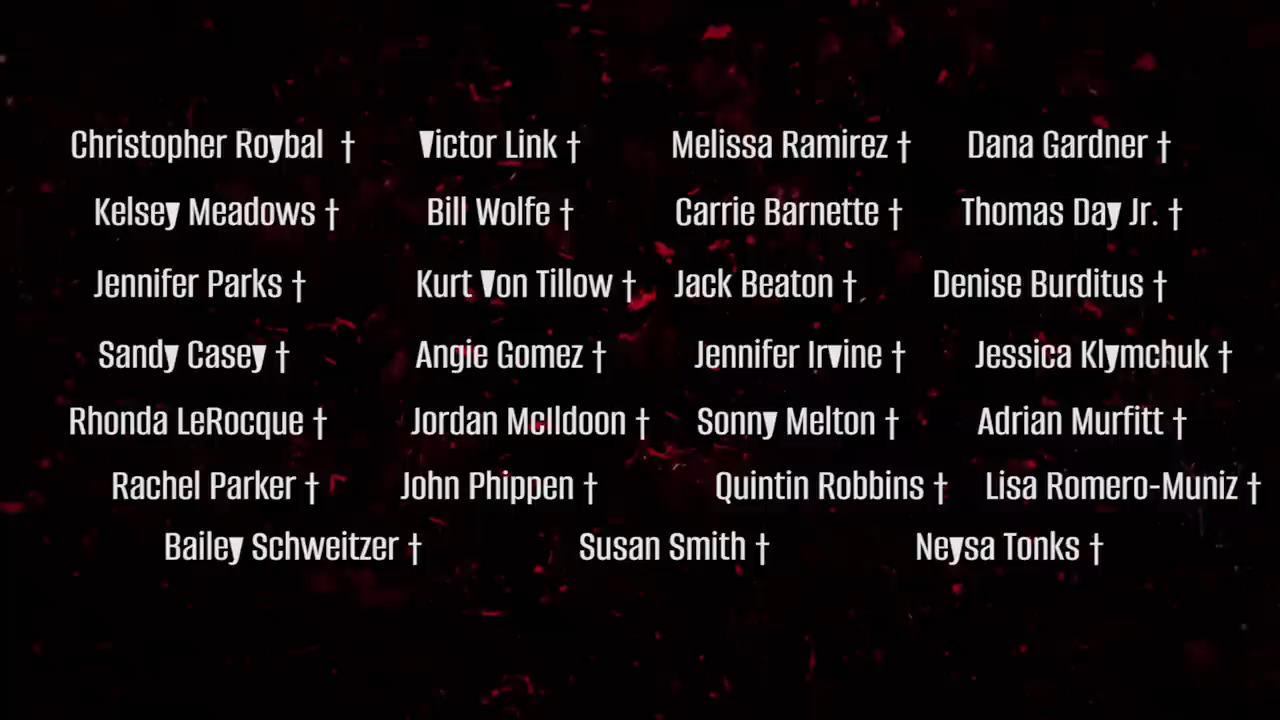 Christopher Roybal † Victor Link † Melissa Ramirez † Dana Gardner †
Kelsey Meadows † Bill Wolfe † Carrie Barnette † Thomas Day Jr. †
Jennifer Parks † Kurt Von Tillow † Jack Beaton † Denise Burditus †
Sandy Casey † Angie Gomez † Jennifer Irvine † Jessica Klymchuk †
Rhonda LeRocque † Jordan McIldoon † Sonny Melton † Adrian Murfitt †
Rachel Parker † John Phippen † Quintin Robbins † Lisa Romero-Muniz †
Bailey Schweitzer † Susan Smith † Neysa Tonks †